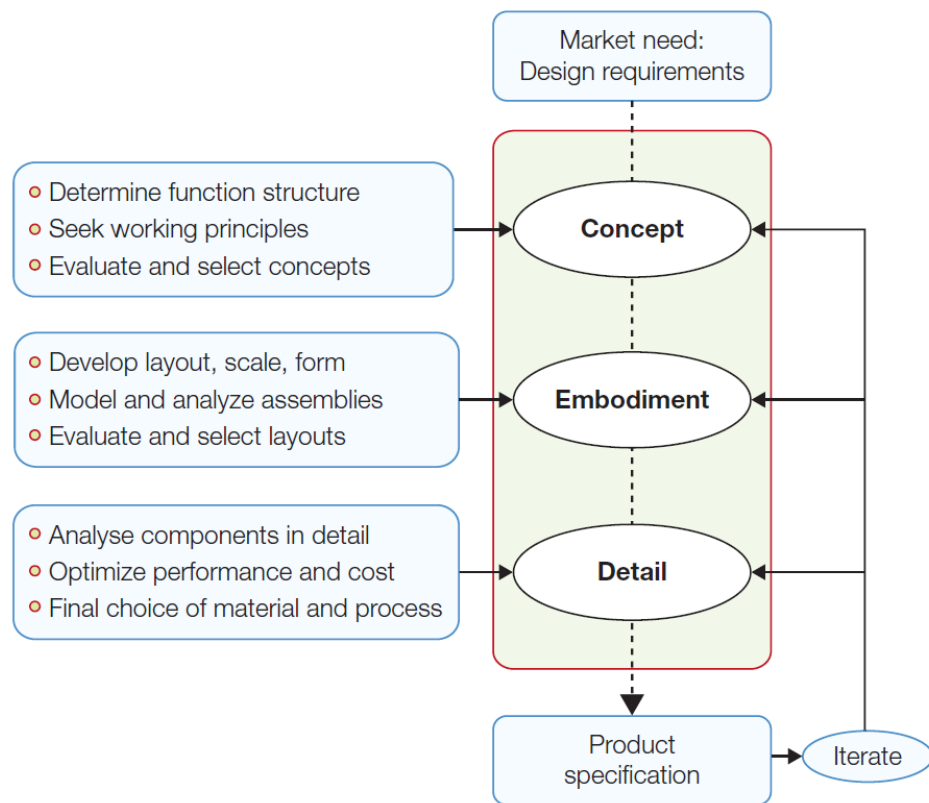 Market need:
Design requirements
Determine function structure
Seek working principles
Evaluate and select concepts
Concept
Develop layout, scale, form
Model and analyze assemblies
Evaluate and select layouts
Embodiment
Analyse components in detail
Optimize performance and cost
Final choice of material and process
Detail
Product
specification
Iterate